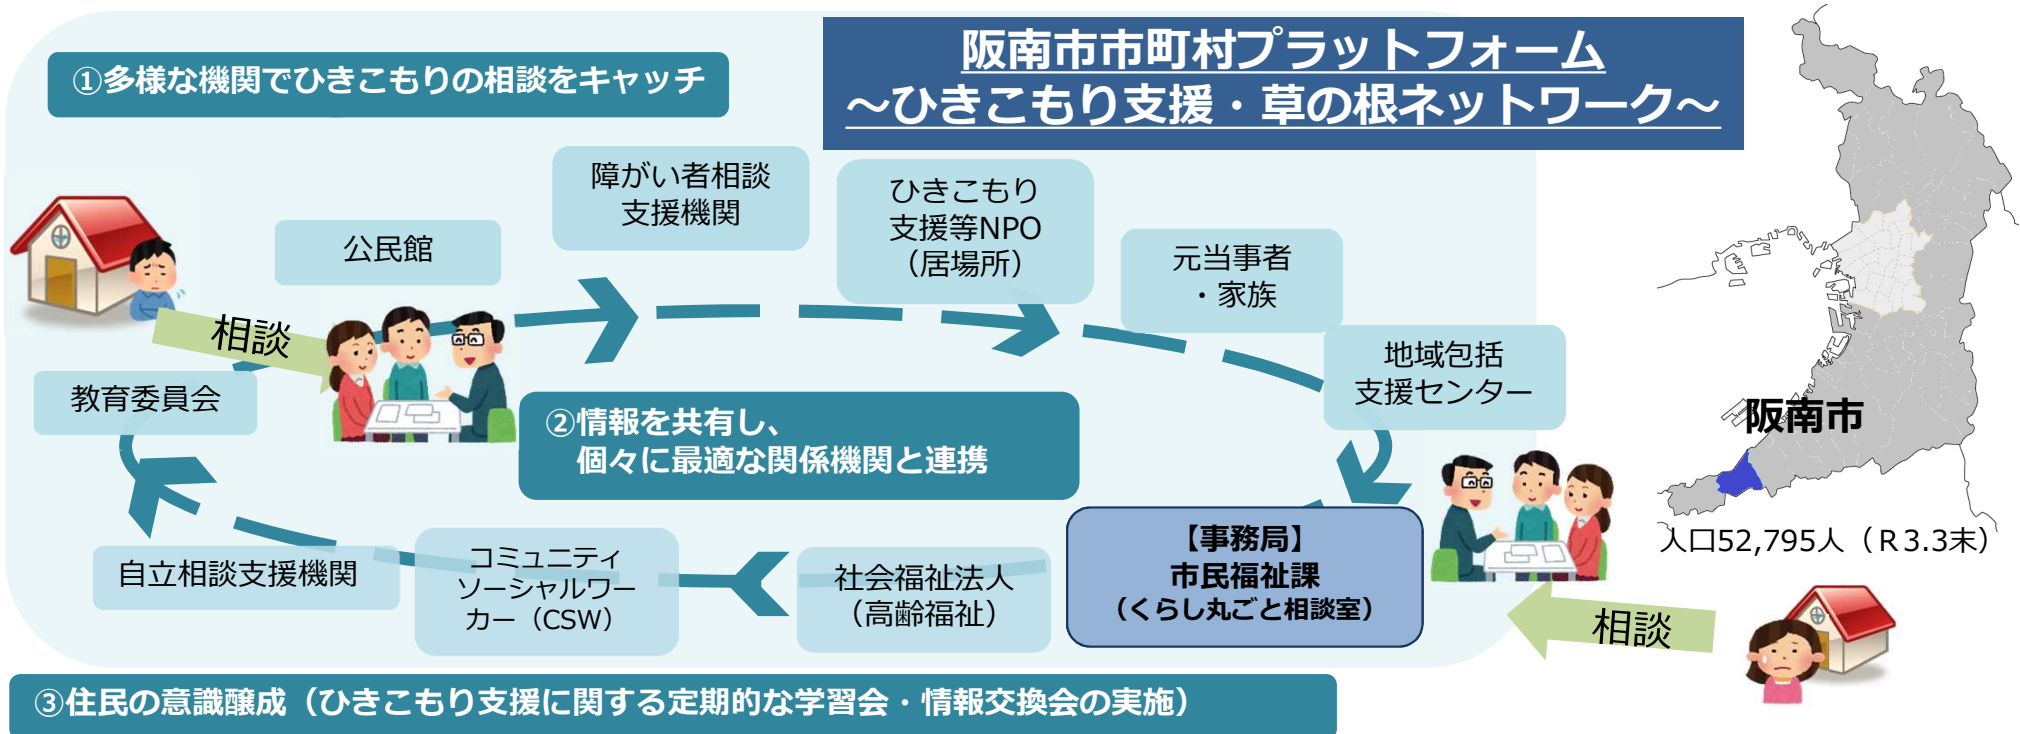 阪南市市町村プラットフォーム
～ひきこもり支援・草の根ネットワーク～
①多様な機関でひきこもりの相談をキャッチ
障がい者相談
支援機関
ひきこもり
支援等NPO
（居場所）
公民館
元当事者
・家族
相談
地域包括
支援センター
教育委員会
②情報を共有し、
個々に最適な関係機関と連携
阪南市
人口52,795人（Ｒ3.3末）
【事務局】
市民福祉課
（くらし丸ごと相談室）
自立相談支援機関
コミュニティ
ソーシャルワー
カー（CSW）
社会福祉法人
（高齢福祉）
相談
③住民の意識醸成（ひきこもり支援に関する定期的な学習会・情報交換会の実施）